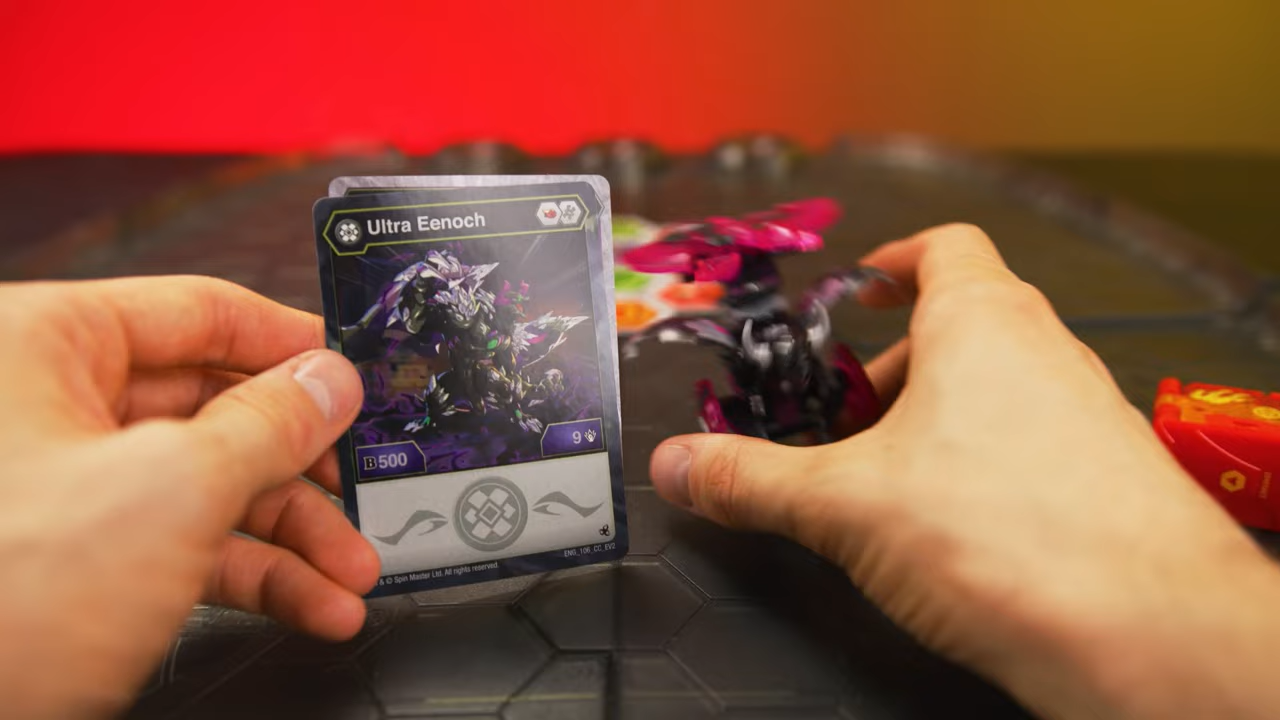 Ultra Eenoch
B500
9
ENG_106_CC_EV2
& © Spin Master Ltd. All rights reserved.